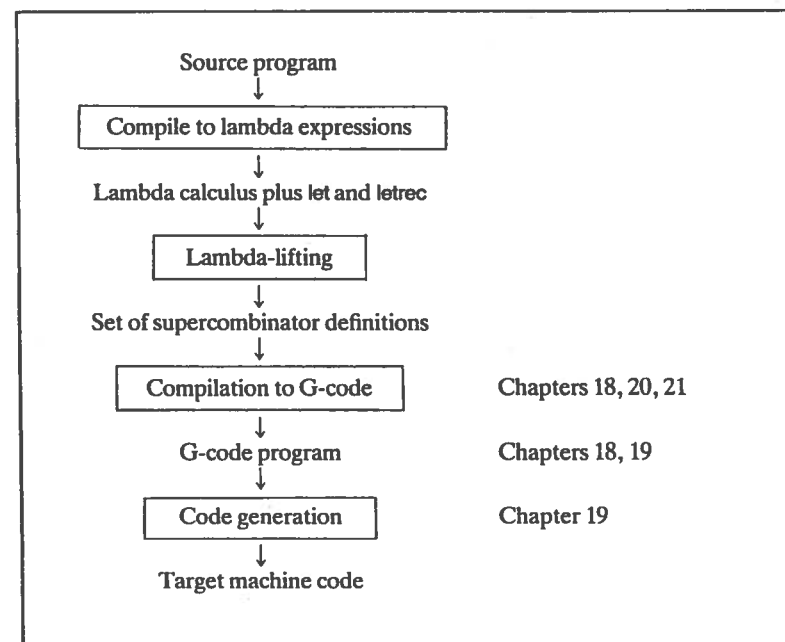 Source program
Compile to lambda expressions
Lambda calculus plus let and letrec
Lambda-lifting
Set of supercombinator definitions
Compilation to G-code Chapters 18, 20, 21
G-code program Chapters 18, 19
Code generation Chapter 19
Target machine code